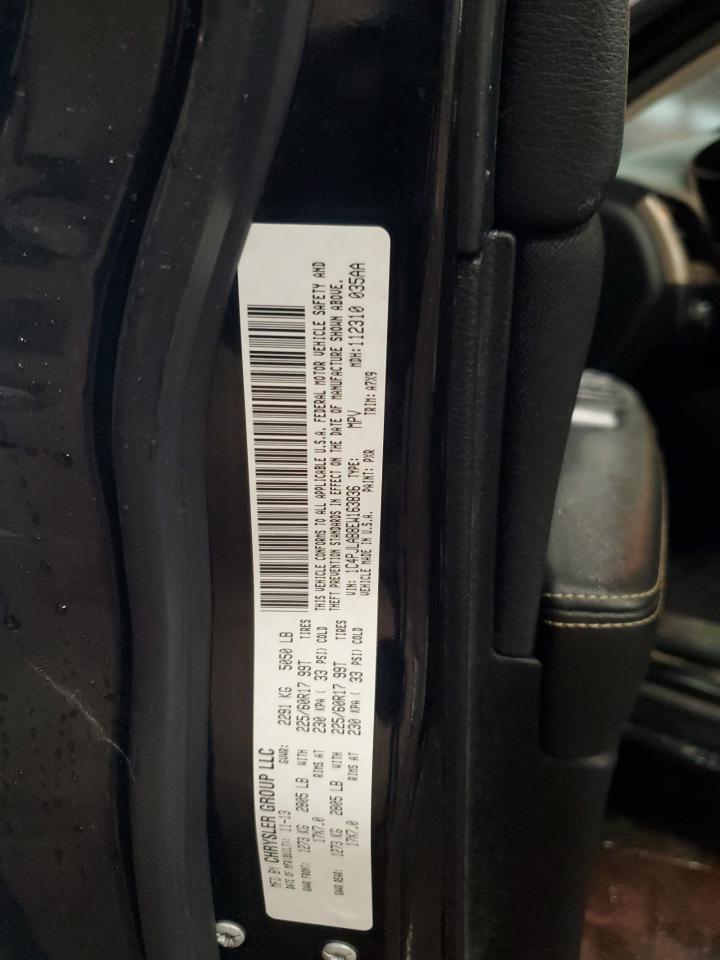 MFD BY CHRYSLER GROUP LLC
DATE OF MFR(BUILT): 11-13 GVWR: 2291 KG 5050 LB
GAWR FRONT: 1273 KG 2805 LB WITH 225/60R17 99T TIRES
17X7.0 RIMS AT 230 KPA ( 33 PSI) COLD
GAWR REAR: 1273 KG 2805 LB WITH 225/60R17 99T TIRES
17X7.0 RIMS AT 230 KPA ( 33 PSI) COLD
THIS VEHICLE CONFORMS TO ALL APPLICABLE U.S.A. FEDERAL MOTOR VEHICLE SAFETY AND
THEFT PREVENTION STANDARDS IN EFFECT ON THE DATE OF MANUFACTURE SHOWN ABOVE.
VIN: 1C4PJLAB8EW163836 TYPE: MPV MDH:112310 035AA
VEHICLE MADE IN U.S.A. PAINT: PXR TRIM: A7X9